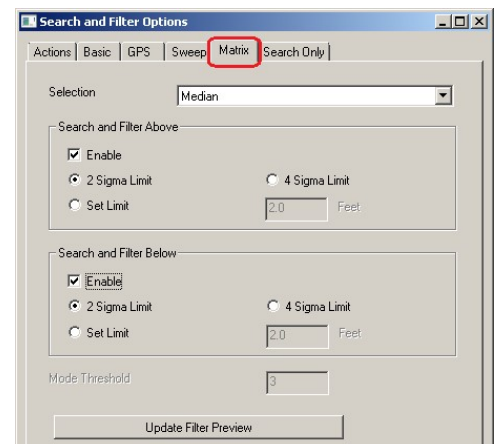 Search and Filter Options
Actions Basic GPS Sweep Matrix Search Only
Selection Median
Search and Filter Above
Enable
2 Sigma Limit 4 Sigma Limit
Set Limit 2.0 Feet
Search and Filter Below
Enable
2 Sigma Limit 4 Sigma Limit
Set Limit 2.0 Feet
Mode Threshold 3
Update Filter Preview